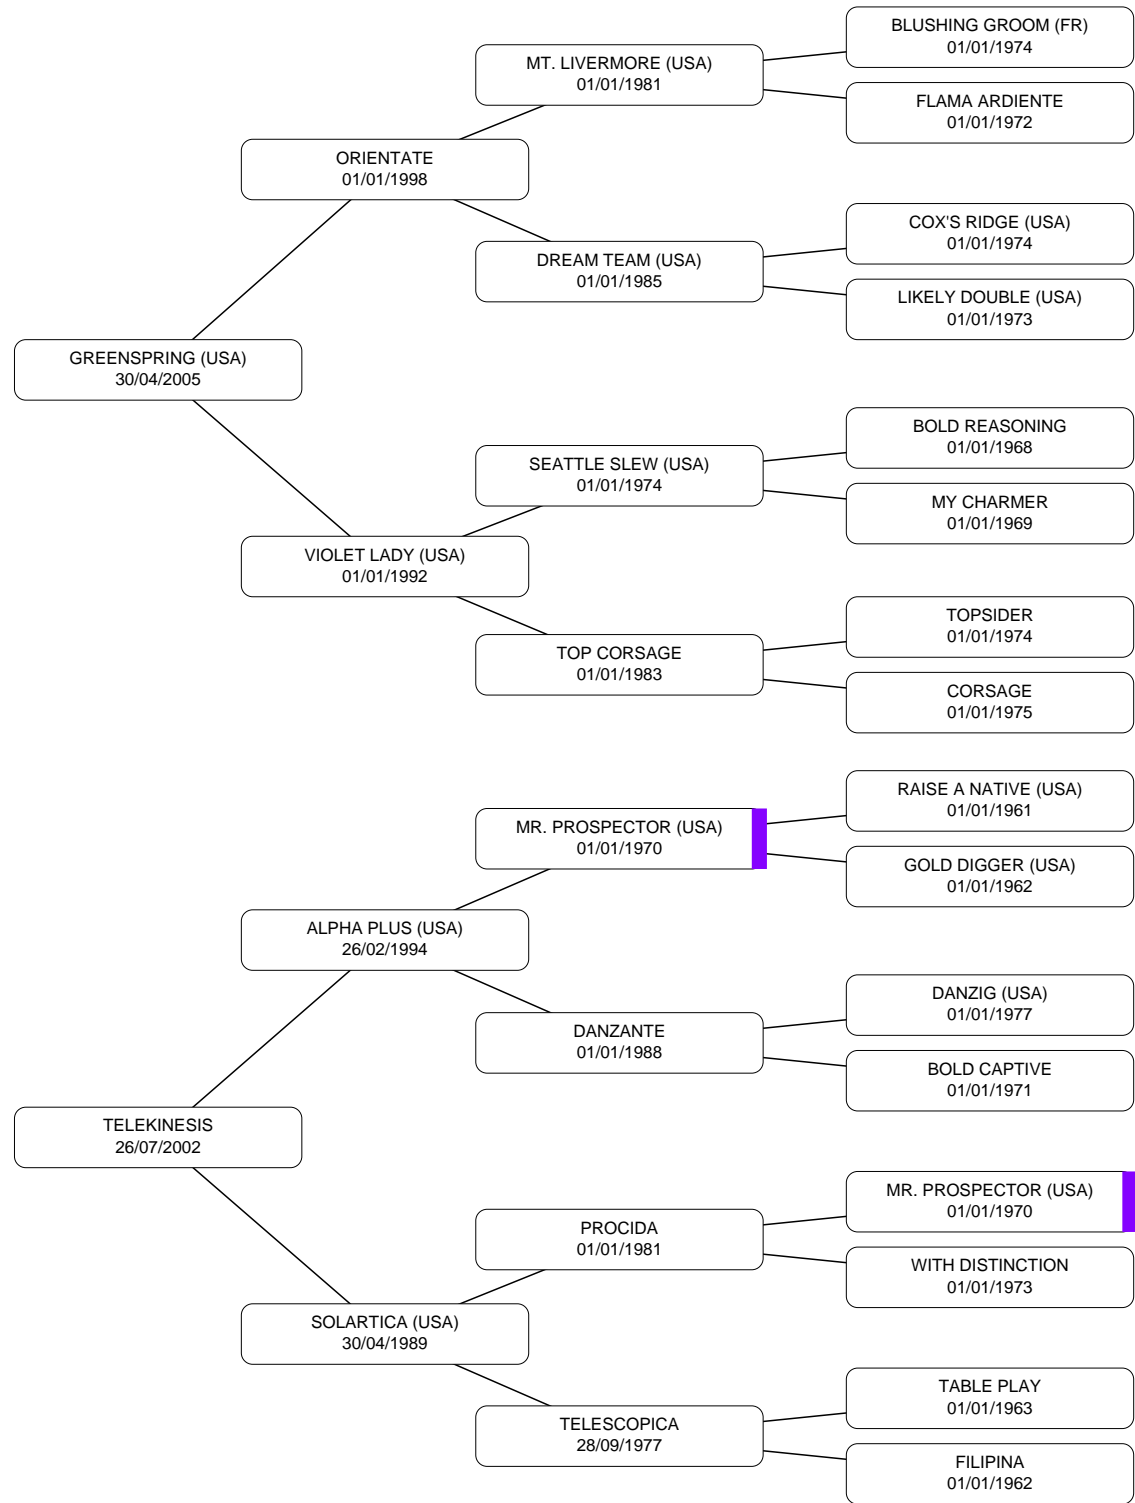 BLUSHING GROOM (FR)
01/01/1974
MT. LIVERMORE (USA)
01/01/1981
FLAMA ARDIENTE
01/01/1972
ORIENTATE
01/01/1998
COX'S RIDGE (USA)
01/01/1974
DREAM TEAM (USA)
01/01/1985
LIKELY DOUBLE (USA)
01/01/1973
GREENSPRING (USA)
30/04/2005
BOLD REASONING
01/01/1968
SEATTLE SLEW (USA)
01/01/1974
MY CHARMER
01/01/1969
VIOLET LADY (USA)
01/01/1992
TOPSIDER
01/01/1974
TOP CORSAGE
01/01/1983
CORSAGE
01/01/1975
RAISE A NATIVE (USA)
01/01/1961
MR. PROSPECTOR (USA)
01/01/1970
GOLD DIGGER (USA)
01/01/1962
ALPHA PLUS (USA)
26/02/1994
DANZIG (USA)
01/01/1977
DANZANTE
01/01/1988
BOLD CAPTIVE
01/01/1971
TELEKINESIS
26/07/2002
MR. PROSPECTOR (USA)
01/01/1970
PROCIDA
01/01/1981
WITH DISTINCTION
01/01/1973
SOLARTICA (USA)
30/04/1989
TABLE PLAY
01/01/1963
TELESCOPICA
28/09/1977
FILIPINA
01/01/1962